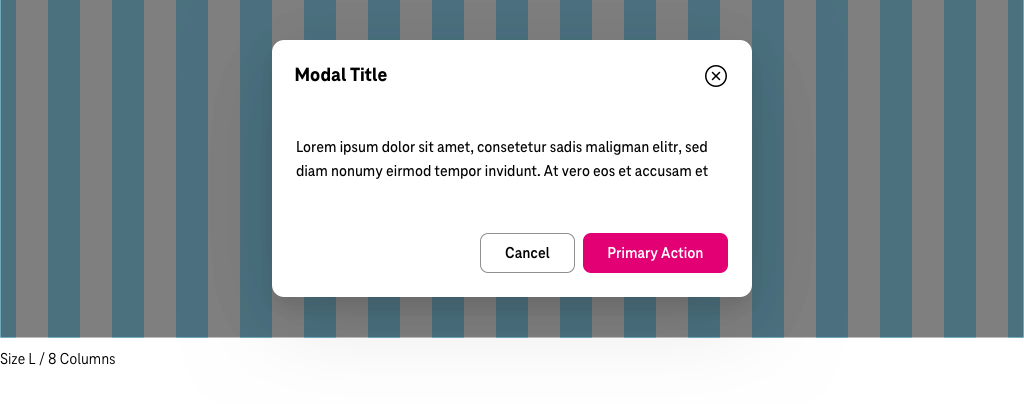 Modal Title
Lorem ipsum dolor sit amet, consetetur sadis maligman elitr, sed
diam nonumy eirmod tempor invidunt. At vero eos et accusam et
Cancel
Primary Action
Size L / 8 Columns